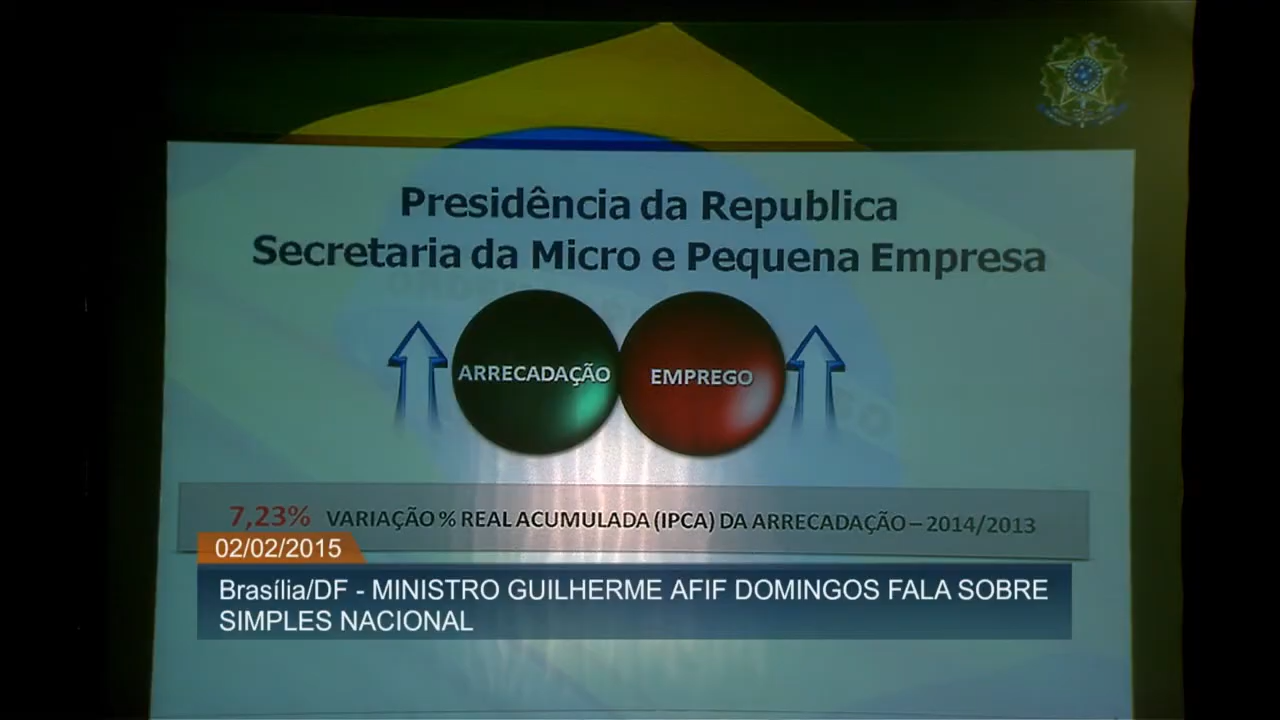 Presidência da Republica
Secretaria da Micro e Pequena Empresa
ARRECADAÇÃO
EMPREGO
7,23% VARIAÇÃO % REAL ACUMULADA (IPCA) DA ARRECADAÇÃO – 2014/2013
02/02/2015
Brasília/DF - MINISTRO GUILHERME AFIF DOMINGOS FALA SOBRE
SIMPLES NACIONAL